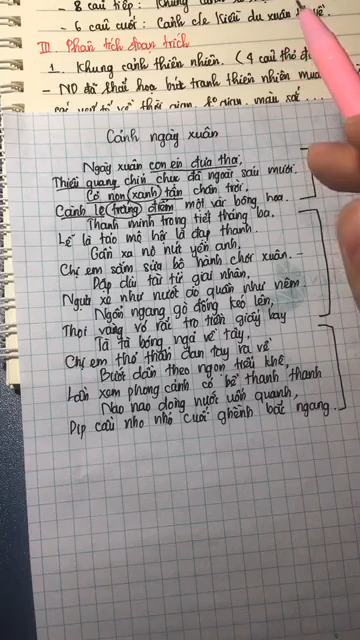 - 8 câu tiếp: Khung cảnh
- 6 câu cuối: Cảnh c/e Kiều du xuân về
III. Phân tích đoạn trích
1. Khung cảnh thiên nhiên. (4 câu thơ đ
- ND đã khái họa bức tranh thiên nhiên mùa
Cảnh ngày xuân
Ngày xuân con én đưa thoi,
Thiều quang chín chục đã ngoài sáu mươi.
Cỏ non (xanh) tận chân trời,
Cành lê (trắng) điểm một vài bông hoa.
Thanh minh trong tiết tháng ba.
Lễ là tảo mộ hội là đạp thanh.
Gần xa nô nức yến anh,
Chị em sắm sửa bộ hành chơi xuân.
Dập dìu tài tử giai nhân,
Ngựa xe như nước áo quần như nêm
Ngổn ngang gò đống kéo lên,
Thoi vàng vó rắc tro tiền giấy bay
Tà tà bóng ngả về tây,
Chị em thơ thẩn dan tay ra về
Bước dần theo ngọn tiểu khê,
Lần xem phong cảnh có bề thanh thanh
Nao nao dòng nước uốn quanh,
Dịp cầu nho nhỏ cuối ghềnh bắc ngang.